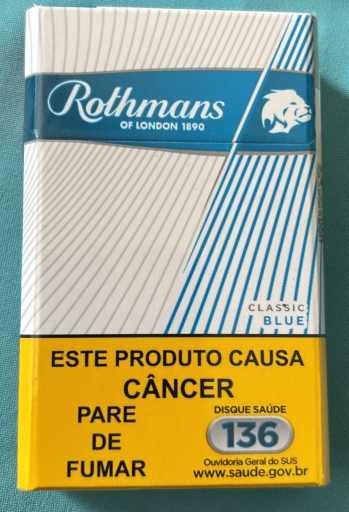 Rothmans
OF LONDON 1890
CLASSIC
BLUE
ESTE PRODUTO CAUSA
CÂNCER
PARE
DE
FUMAR
DISQUE SAÚDE
136
Ouvidoria Geral do SUS
www.saude.gov.br